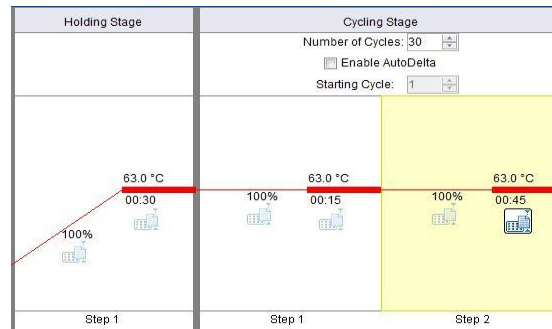 Holding Stage
Cycling Stage
Number of Cycles: 30
Enable AutoDelta
Starting Cycle: 1
63.0 °C
00:30
100%
63.0 °C
100%
00:15
63.0 °C
100%
00:45
Step 1
Step 1
Step 2